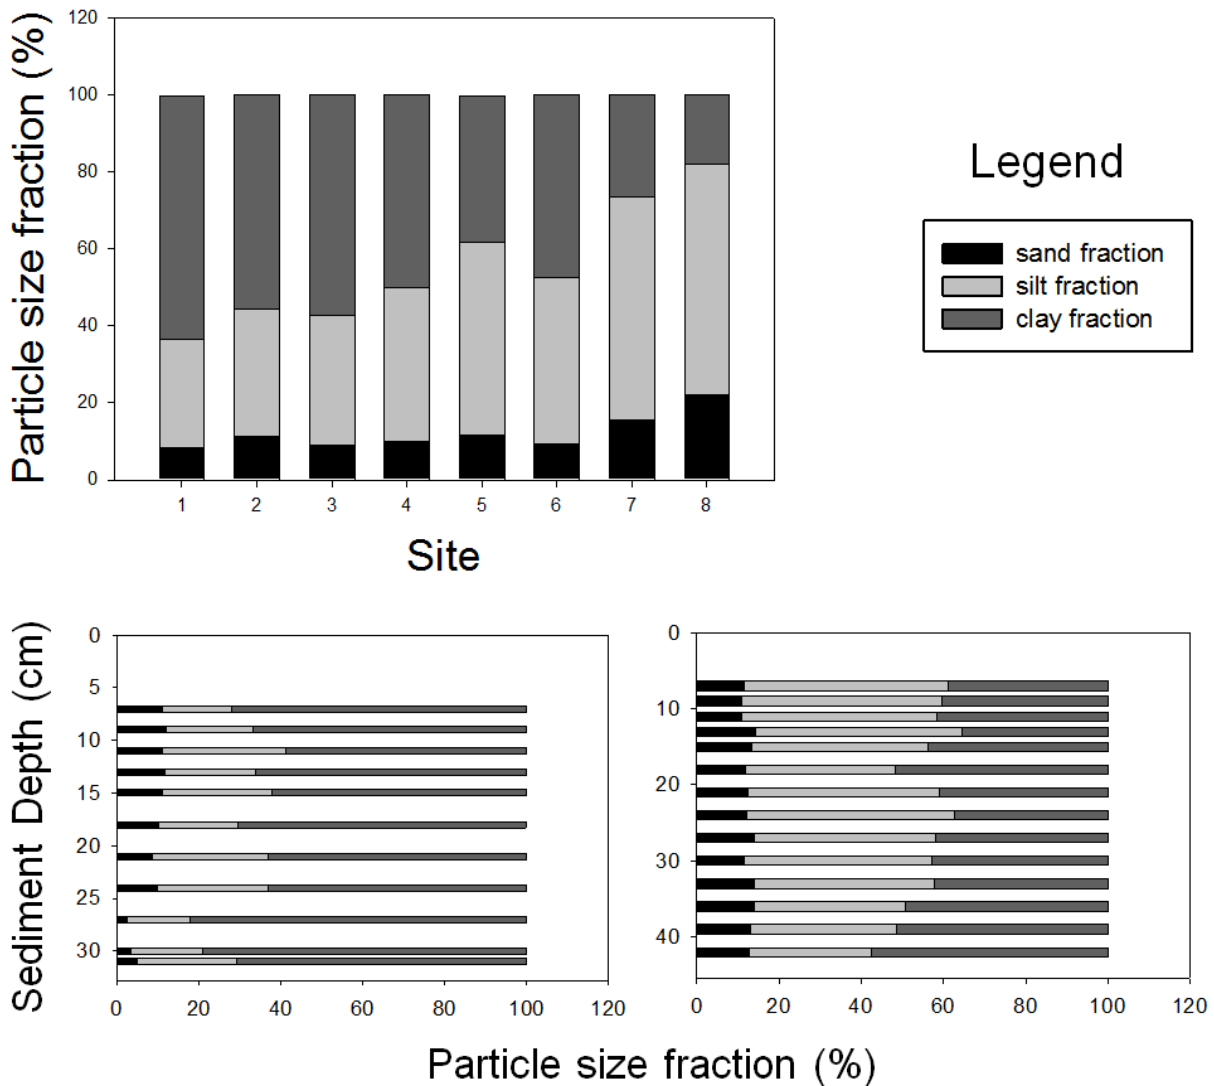 Particle size fraction (%)
120
100
80
60
40
20
0
1 2 3 4 5 6 7 8
Site
Legend
sand fraction
silt fraction
clay fraction
Sediment Depth (cm)
0
5
10
15
20
25
30
0 20 40 60 80 100 120
0
10
20
30
40
0 20 40 60 80 100 120
Particle size fraction (%)